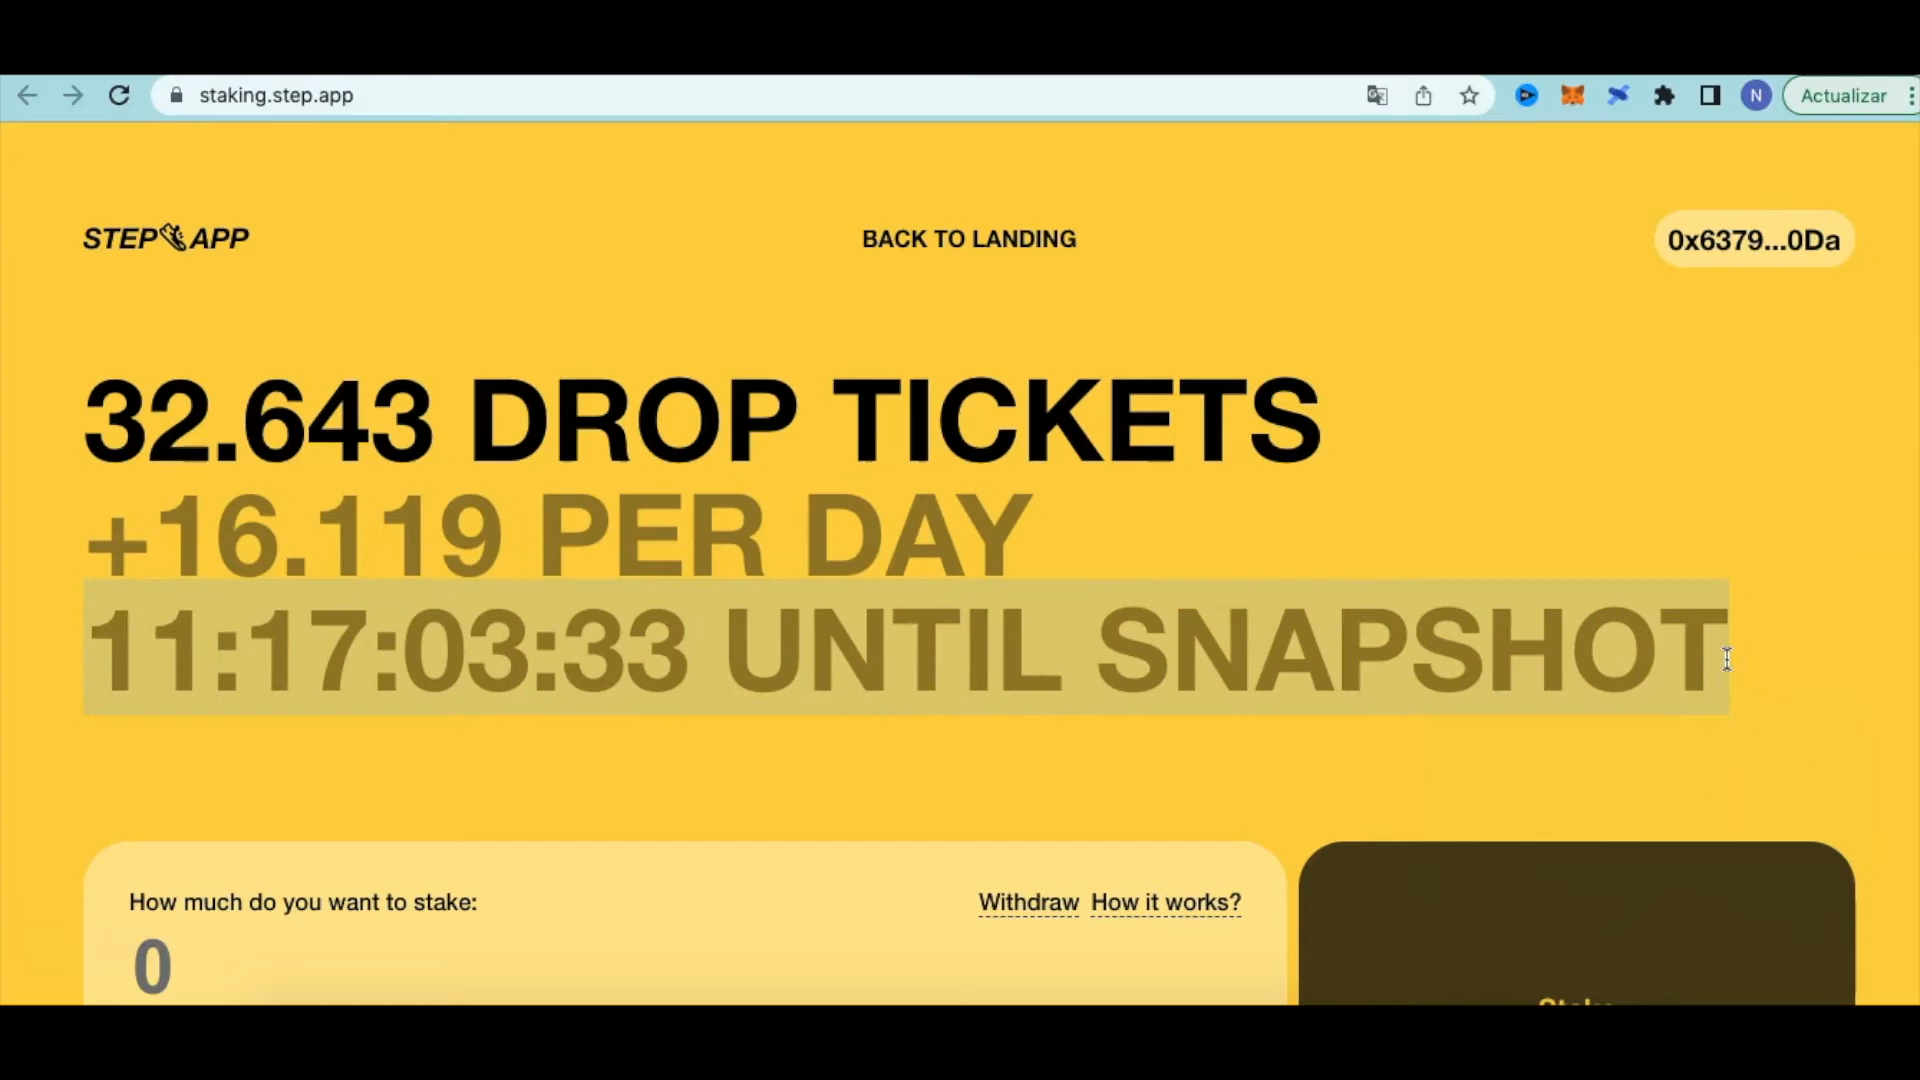 staking.step.app
N
Actualizar
STEP APP
BACK TO LANDING
0x6379...0Da
32.643 DROP TICKETS
+16.119 PER DAY
11:17:03:33 UNTIL SNAPSHOT
How much do you want to stake:
Withdraw How it works?
0
Stake